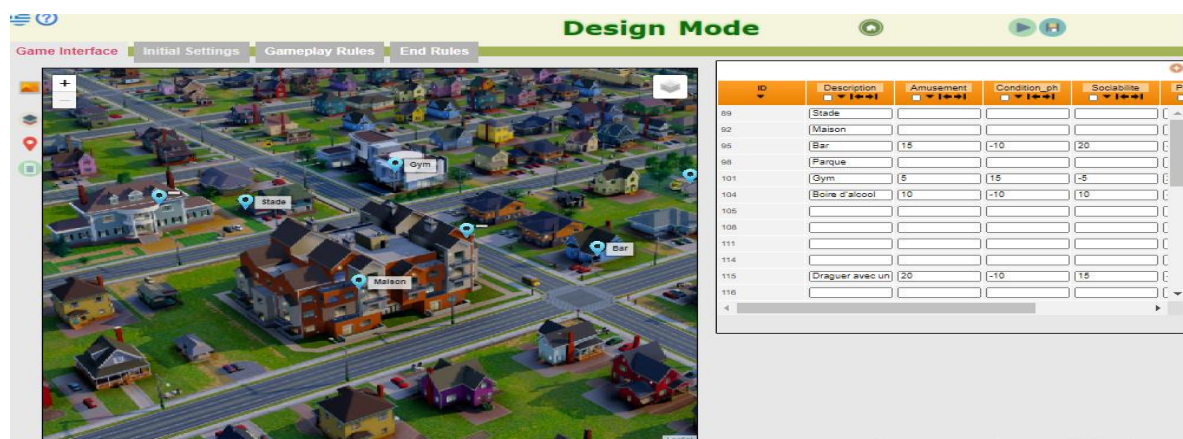 Design Mode
Game Interface Initial Settings Gameplay Rules End Rules
+
−
Gym
Stade
Bar
Maison
ID Description Amusement Condition_ph Sociabilite P
89 Stade
92 Maison
95 Bar 15 -10 20
98 Parque
101 Gym 5 15 -5
104 Boire d'alcool 10 -10 10
105
108
111
114
115 Draguer avec un 20 -10 15
116
Leaflet